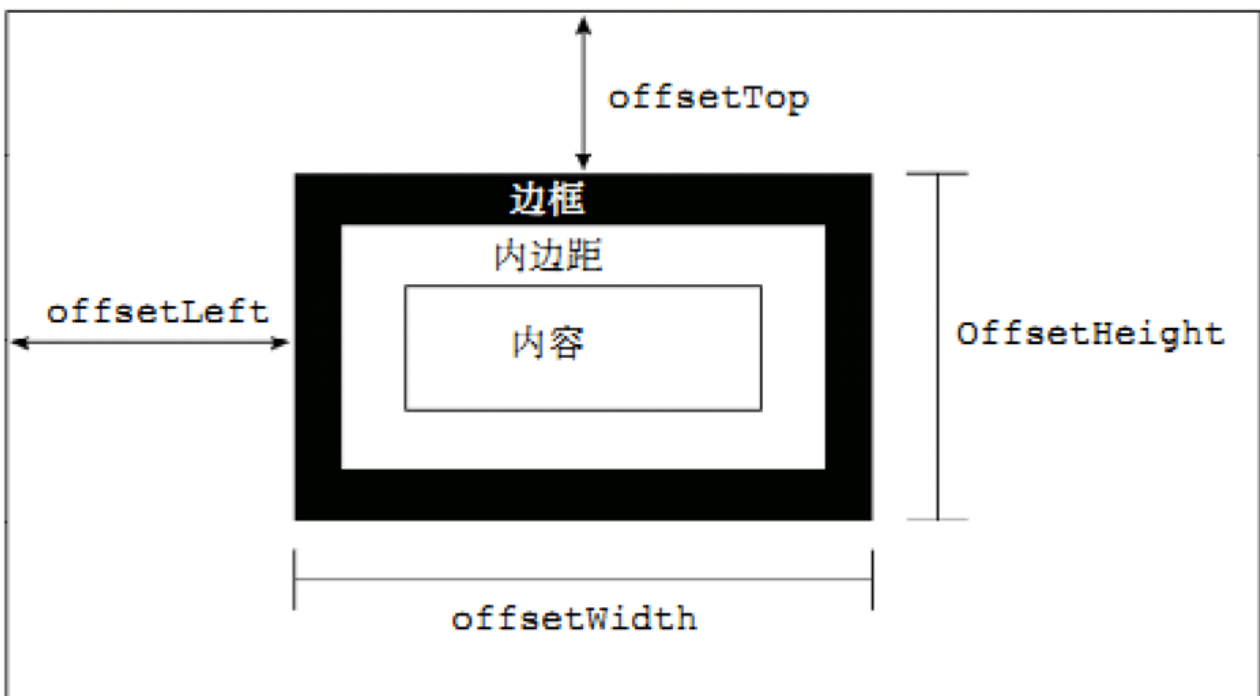 offsetTop
边框
内边距
offsetLeft
内容
OffsetHeight
offsetWidth